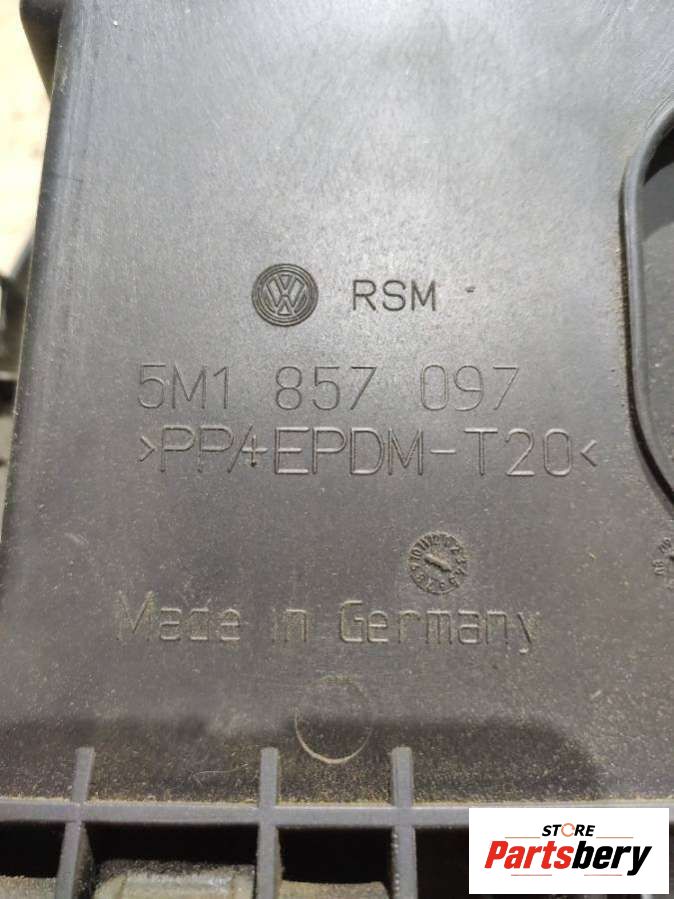 RSM
5M1 857 097
>PP/+EPDM-T20<
Made in Germany
STORE
Partsbery